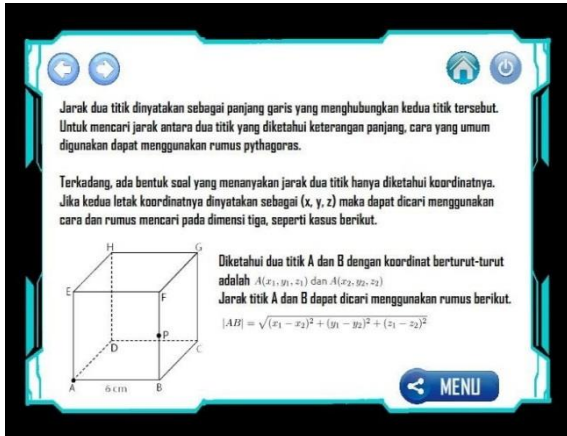 Jarak dua titik dinyatakan sebagai panjang garis yang menghubungkan kedua titik tersebut.
Untuk mencari jarak antara dua titik yang diketahui keterangan panjang, cara yang umum
digunakan dapat menggunakan rumus pythagoras.
Terkadang, ada bentuk soal yang menanyakan jarak dua titik hanya diketahui koordinatnya.
Jika kedua letak koordinatnya dinyatakan sebagai (x, y, z) maka dapat dicari menggunakan
cara dan rumus mencari pada dimensi tiga, seperti kasus berikut.
H
G
E
F
P
D
C
A
6 cm
B
Diketahui dua titik A dan B dengan koordinat berturut-turut
adalah A(x₁, y₁, z₁) dan A(x₂, y₂, z₂)
Jarak titik A dan B dapat dicari menggunakan rumus berikut.
|AB| = √(x₁ − x₂)² + (y₁ − y₂)² + (z₁ − z₂)²
MENU